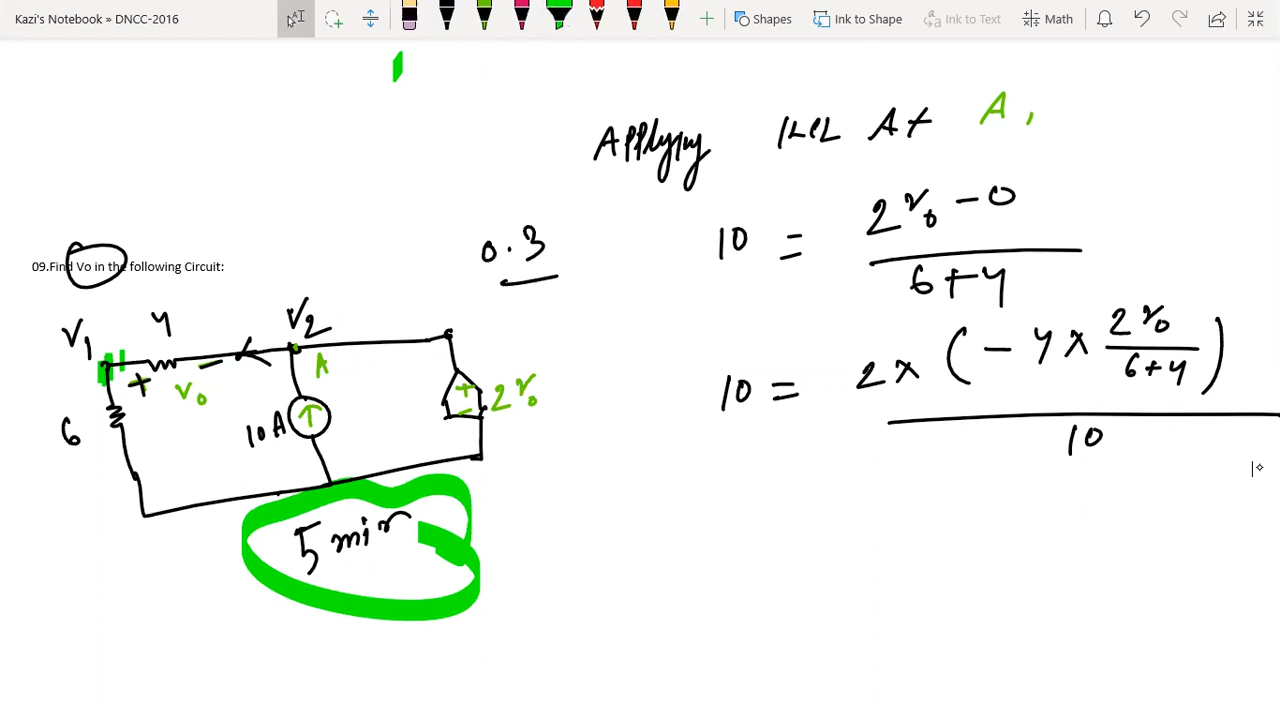 Kazi's Notebook » DNCC-2016
Shapes
Ink to Shape
Ink to Text
Math
Applying KCL At A,
10 = 2V0 - 0 / 6+4
10 = 2x (- 4 x 2V0 / 6+4) / 10
09.Find Vo in the following Circuit:
0.3
V1 4 V2
+ V0 - A
6
10A
+ - 2V0
5 min